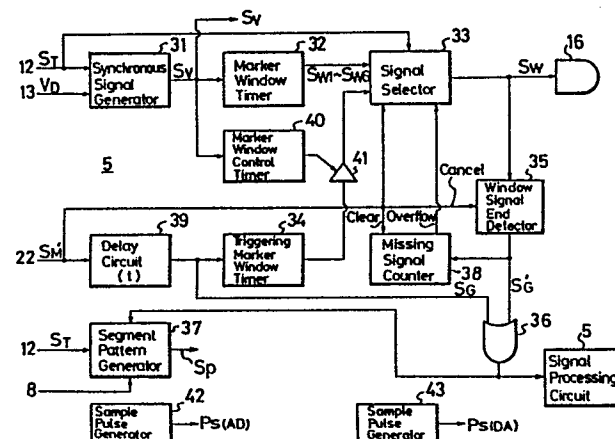 Sv
31
32
33
12 ST
13 VD
Synchronous Signal Generator
Sv
Marker Window Timer
SW1~SW6
Signal Selector
SW
16
5
40
Marker Window Control Timer
41
Cancel
35
Window Signal End Detector
39
34
22 SM'
Delay Circuit (t)
Triggering Marker Window Timer
Clear
Overflow
Missing Signal Counter
38
SG
SG'
36
12 ST
37
Segment Pattern Generator
Sp
8
5
Signal Processing Circuit
42
Sample Pulse Generator
PS(AD)
43
Sample Pulse Generator
PS(DA)